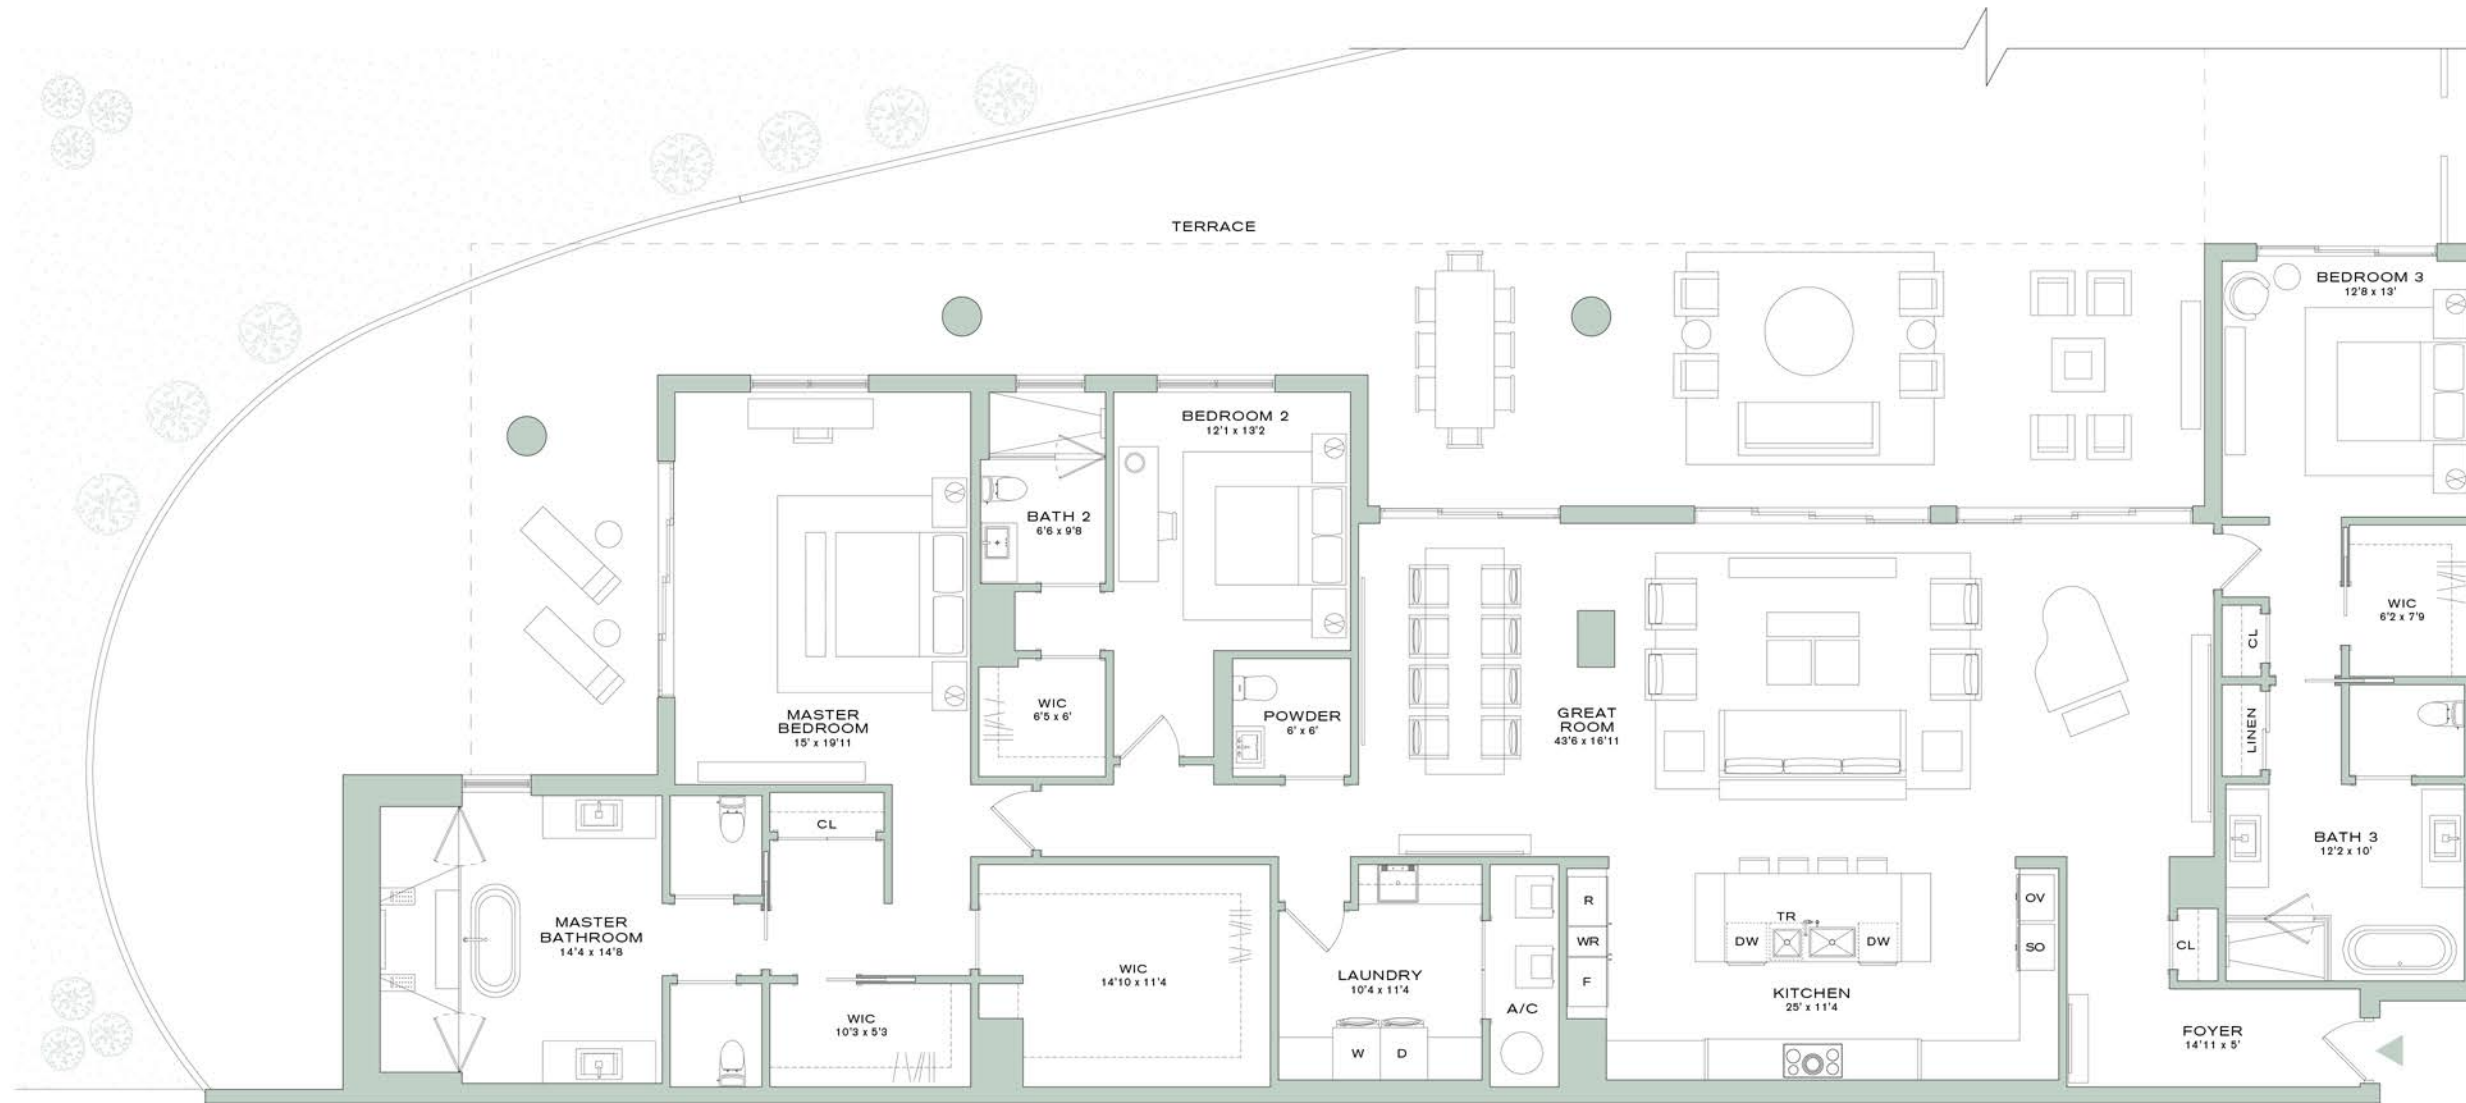 TERRACE
BEDROOM 3
12'8 x 13'
BEDROOM 2
12'1 x 13'2
BATH 2
6'6 x 9'8
WIC
6'2 x 7'9
CL
WIC
6'5 x 6'
POWDER
6' x 6'
MASTER
BEDROOM
15' x 19'11
GREAT
ROOM
43'6 x 16'11
LINEN
CL
BATH 3
12'2 x 10'
MASTER
BATHROOM
14'4 x 14'8
R
OV
TR
WR
DW
DW
SO
CL
WIC
14'10 x 11'4
LAUNDRY
10'4 x 11'4
F
KITCHEN
25' x 11'4
A/C
WIC
10'3 x 5'3
FOYER
14'11 x 5'
W
D